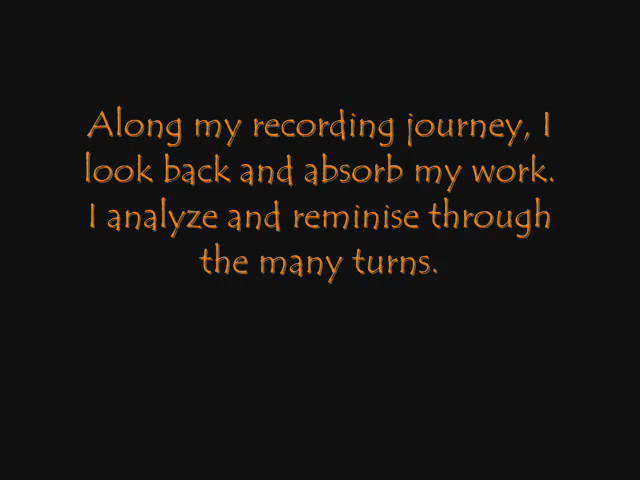 Along my recording journey, I
look back and absorb my work.
I analyze and reminise through
the many turns.